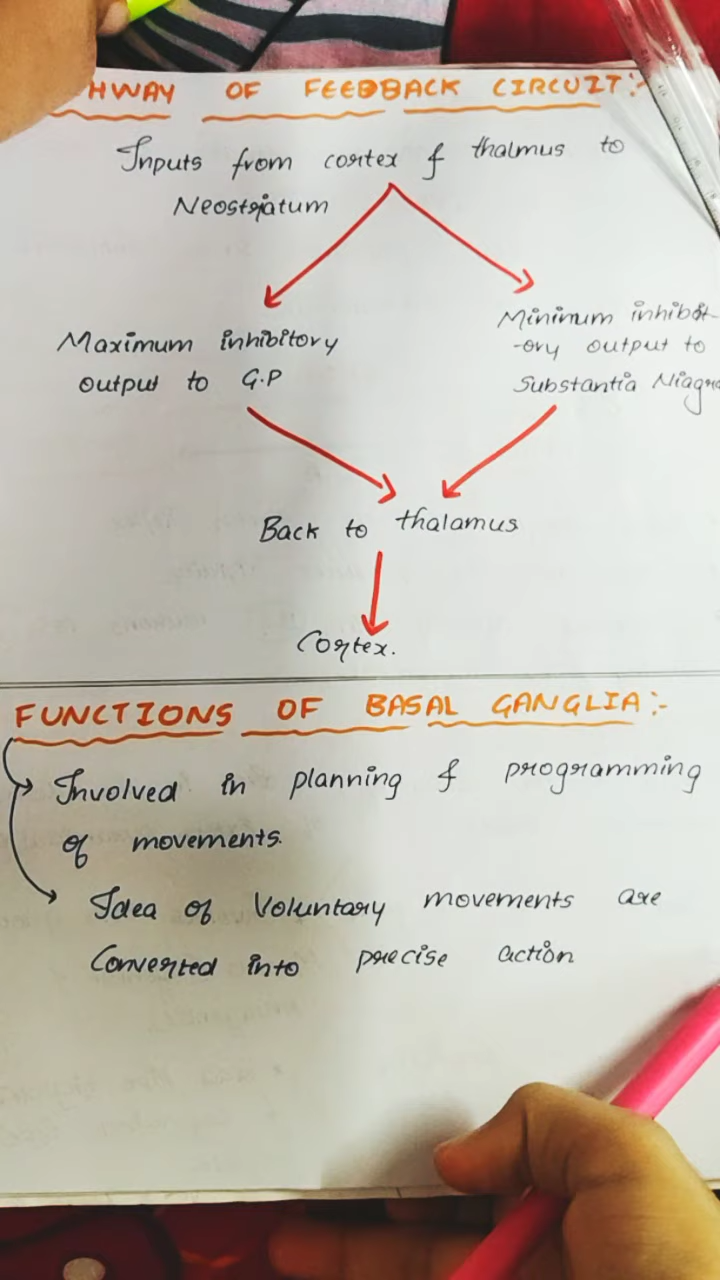 HWAY OF FEEDBACK CIRCUIT:-
Inputs from cortex & thalmus to
Neostriatum
Maximum inhibitory
output to G.P
Mininum inhibit-
-ory output to
Substantia Niagra
Back to thalamus
Cortex.
FUNCTIONS OF BASAL GANGLIA:-
Involved in planning & programming
of movements.
Idea of Voluntary movements are
Converted into precise action